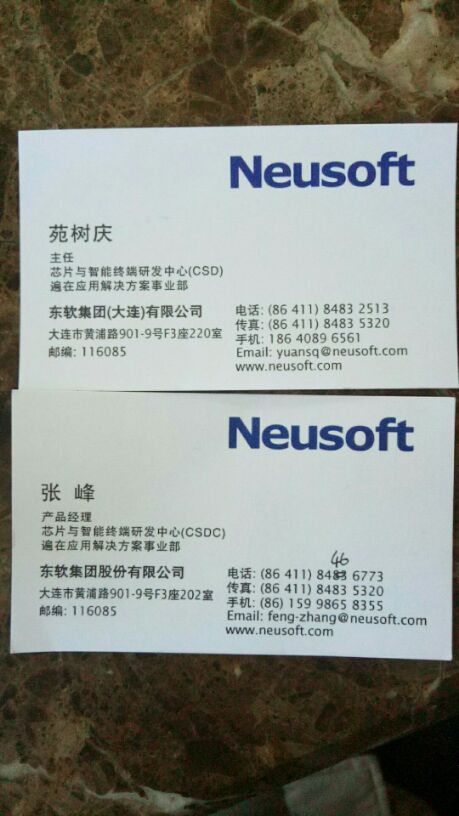 Neusoft
苑树庆
主任
芯片与智能终端研发中心(CSD)
遍在应用解决方案事业部
东软集团(大连)有限公司
大连市黄浦路901-9号F3座220室
邮编: 116085
电话: (86 411) 8483 2513
传真: (86 411) 8483 5320
手机: 186 4089 6561
Email: yuansq@neusoft.com
www.neusoft.com
Neusoft
张 峰
产品经理
芯片与智能终端研发中心(CSDC)
遍在应用解决方案事业部
东软集团股份有限公司
大连市黄浦路901-9号F3座202室
邮编: 116085
46
电话: (86 411) 8483 6773
传真: (86 411) 8483 5320
手机: (86) 159 9865 8355
Email: feng-zhang@neusoft.com
www.neusoft.com